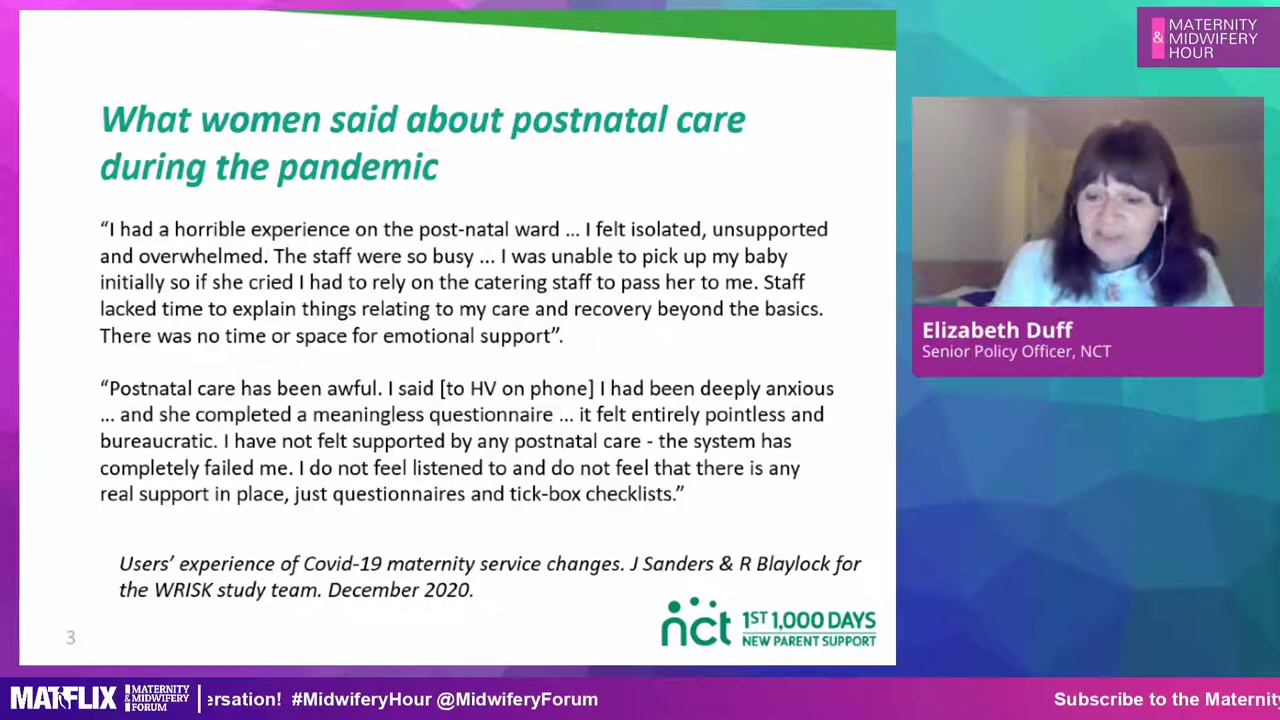 What women said about postnatal care
during the pandemic
“I had a horrible experience on the post-natal ward ... I felt isolated, unsupported
and overwhelmed. The staff were so busy ... I was unable to pick up my baby
initially so if she cried I had to rely on the catering staff to pass her to me. Staff
lacked time to explain things relating to my care and recovery beyond the basics.
There was no time or space for emotional support”.
“Postnatal care has been awful. I said [to HV on phone] I had been deeply anxious
... and she completed a meaningless questionnaire ... it felt entirely pointless and
bureaucratic. I have not felt supported by any postnatal care - the system has
completely failed me. I do not feel listened to and do not feel that there is any
real support in place, just questionnaires and tick-box checklists.”
Users’ experience of Covid-19 maternity service changes. J Sanders & R Blaylock for
the WRISK study team. December 2020.
3
nct 1ST 1,000 DAYS
NEW PARENT SUPPORT
MATERNITY
& MIDWIFERY
HOUR
Elizabeth Duff
Senior Policy Officer, NCT
MATFLIX
MATERNITY
& MIDWIFERY
FORUM
ersation! #MidwiferyHour @MidwiferyForum
Subscribe to the Maternity